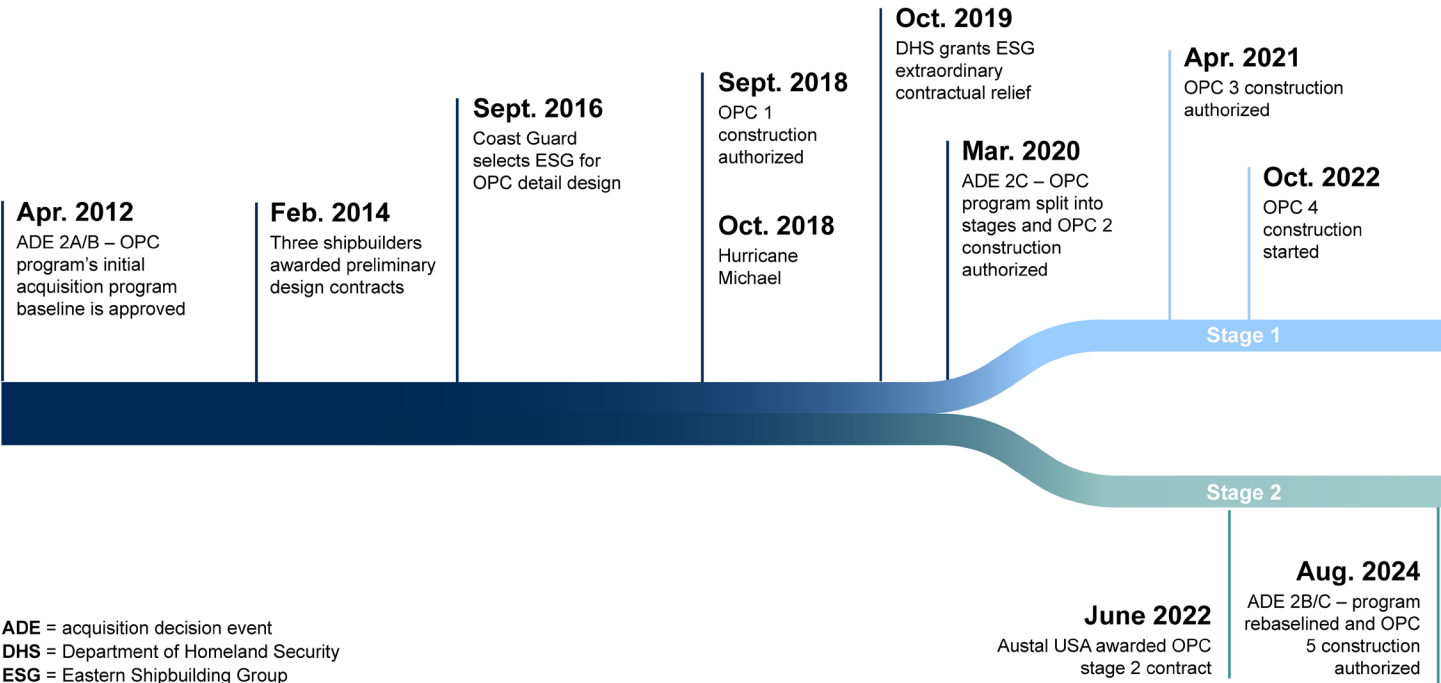 Apr. 2012
ADE 2A/B – OPC
program’s initial
acquisition program
baseline is approved
Feb. 2014
Three shipbuilders
awarded preliminary
design contracts
Sept. 2016
Coast Guard
selects ESG for
OPC detail design
Sept. 2018
OPC 1
construction
authorized
Oct. 2018
Hurricane
Michael
Oct. 2019
DHS grants ESG
extraordinary
contractual relief
Mar. 2020
ADE 2C – OPC
program split into
stages and OPC 2
construction
authorized
Apr. 2021
OPC 3 construction
authorized
Oct. 2022
OPC 4
construction
started
Stage 1
Stage 2
June 2022
Austal USA awarded OPC
stage 2 contract
Aug. 2024
ADE 2B/C – program
rebaselined and OPC
5 construction
authorized
ADE = acquisition decision event
DHS = Department of Homeland Security
ESG = Eastern Shipbuilding Group